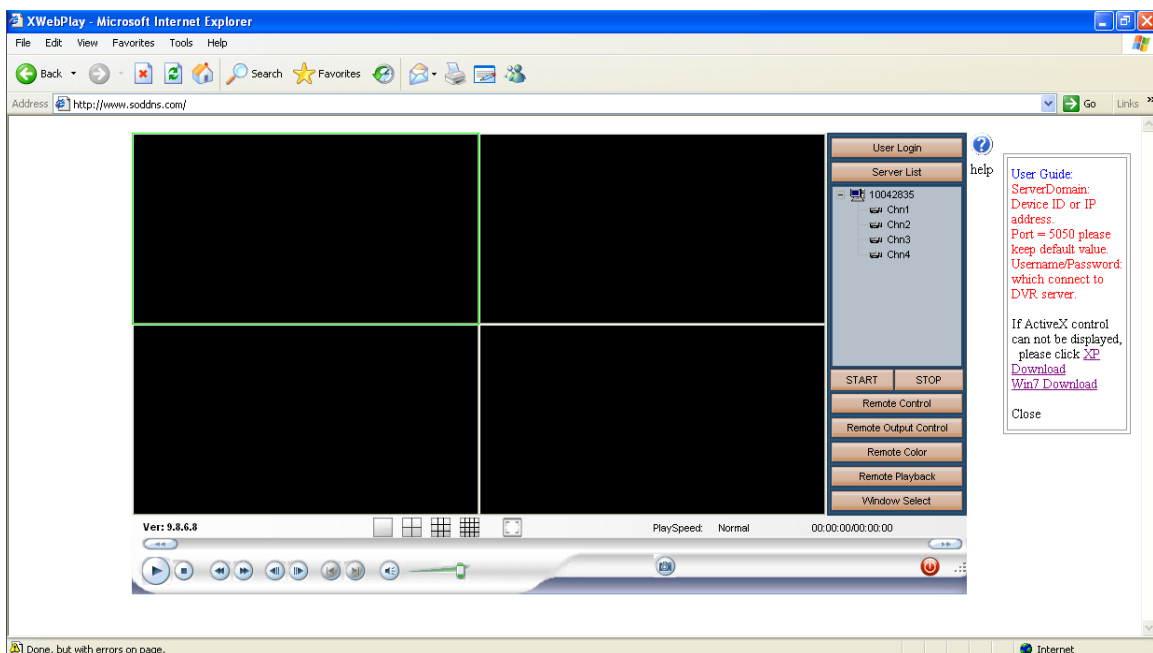 XWebPlay - Microsoft Internet Explorer
File Edit View Favorites Tools Help
Back Search Favorites
Address http://www.soddns.com/ Go Links »
User Login
Server List
10042835
Chn1
Chn2
Chn3
Chn4
START STOP
Remote Control
Remote Output Control
Remote Color
Remote Playback
Window Select
help
User Guide:
ServerDomain:
Device ID or IP
address.
Port = 5050 please
keep default value.
Username/Password:
which connect to
DVR server.
If ActiveX control
can not be displayed,
please click XP
Download
Win7 Download
Close
Ver: 9.8.6.8 PlaySpeed: Normal 00:00:00/00:00:00
Done, but with errors on page. Internet